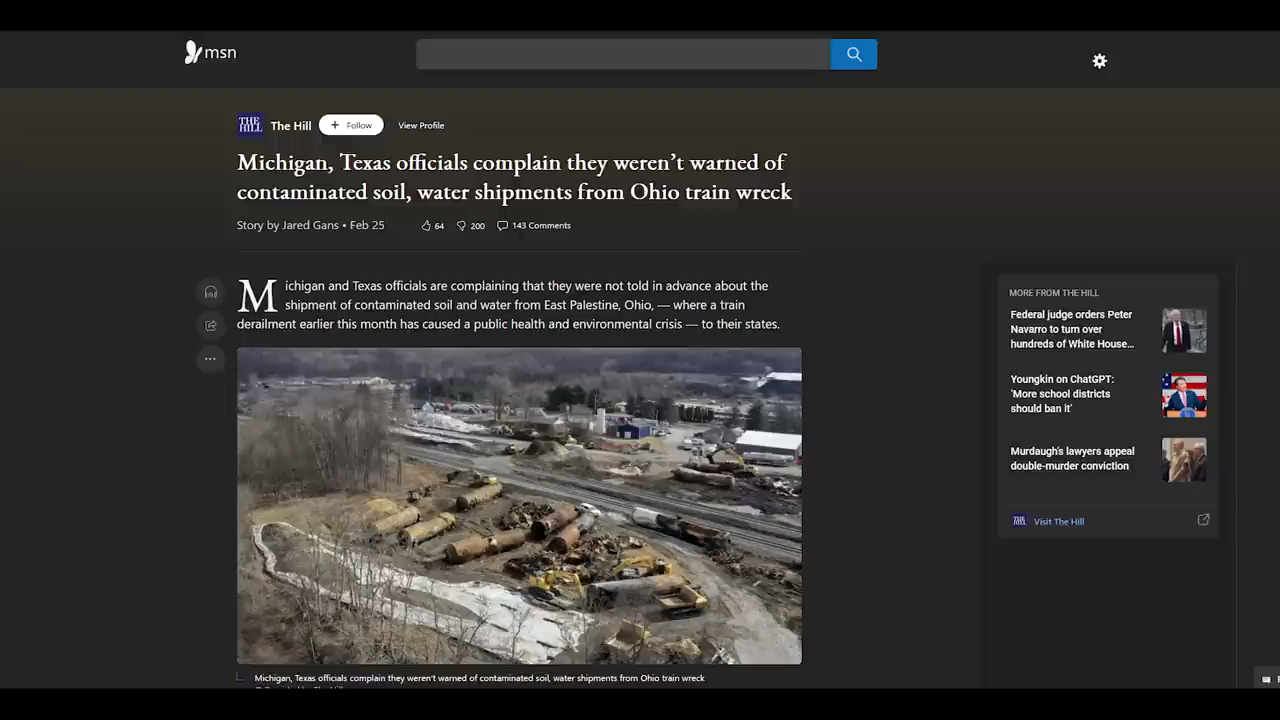 msn
THE HILL
The Hill
+ Follow
View Profile
Michigan, Texas officials complain they weren't warned of
contaminated soil, water shipments from Ohio train wreck
Story by Jared Gans • Feb 25
64
200
143 Comments
Michigan and Texas officials are complaining that they were not told in advance about the
shipment of contaminated soil and water from East Palestine, Ohio, — where a train
derailment earlier this month has caused a public health and environmental crisis — to their states.
Michigan, Texas officials complain they weren't warned of contaminated soil, water shipments from Ohio train wreck
MORE FROM THE HILL
Federal judge orders Peter
Navarro to turn over
hundreds of White House...
Youngkin on ChatGPT:
'More school districts
should ban it'
Murdaugh's lawyers appeal
double-murder conviction
THE HILL
Visit The Hill